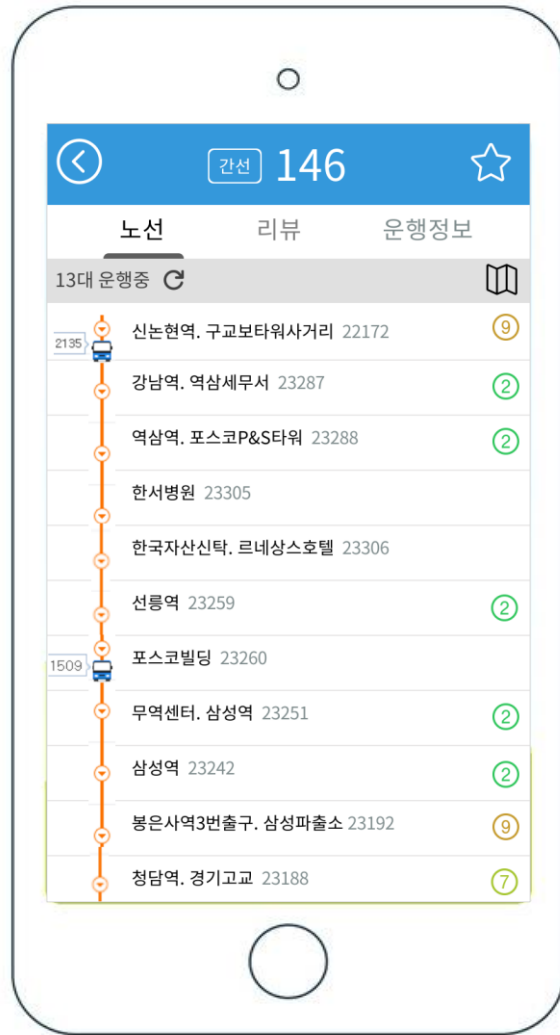 간선 146
노선 리뷰 운행정보
13대 운행중
신논현역. 구교보타워사거리 22172 9
2135
강남역. 역삼세무서 23287 2
역삼역. 포스코P&S타워 23288 2
한서병원 23305
한국자산신탁. 르네상스호텔 23306
선릉역 23259 2
포스코빌딩 23260
1509
무역센터. 삼성역 23251 2
삼성역 23242 2
봉은사역3번출구. 삼성파출소 23192 9
청담역. 경기고교 23188 7